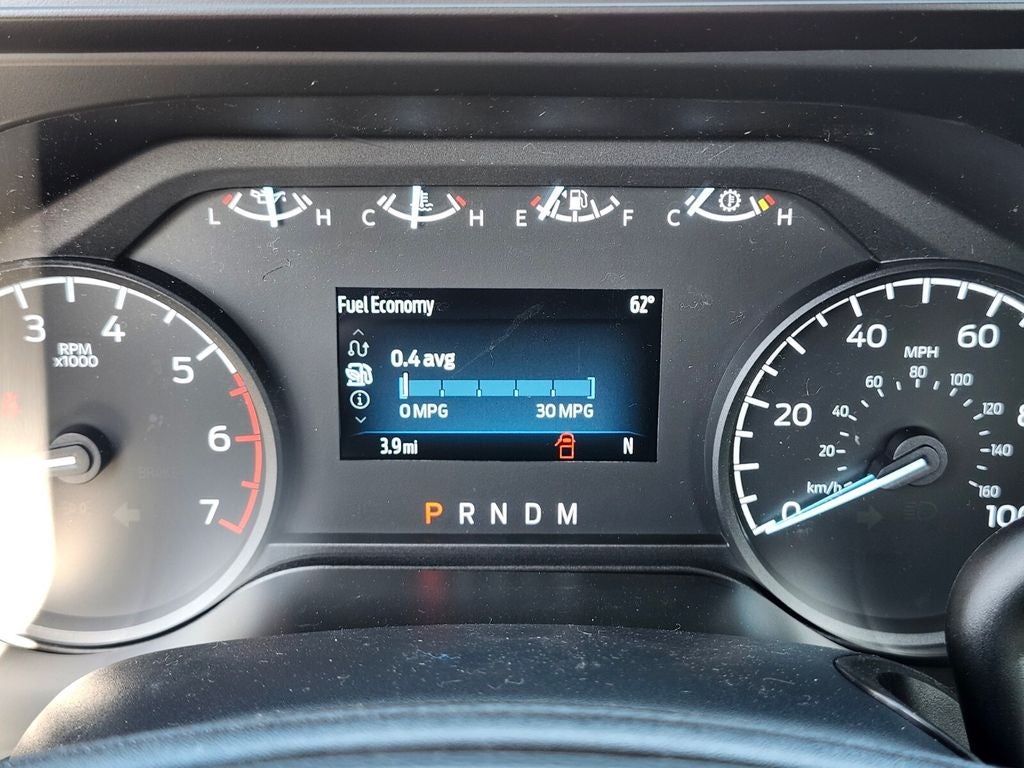 L H C H E F C H
Fuel Economy 62°
0.4 avg
0 MPG 30 MPG
3.9 mi N
P R N D M
3 4 5 6 7
RPM
x1000
0 20 40 60
MPH
20 40 60 80 100 120 140 160
km/h